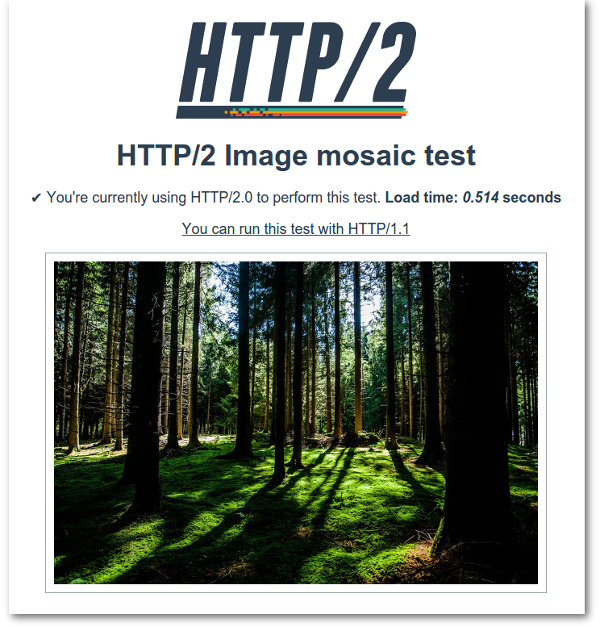 HTTP/2
HTTP/2 Image mosaic test
✔ You're currently using HTTP/2.0 to perform this test. Load time: 0.514 seconds
You can run this test with HTTP/1.1